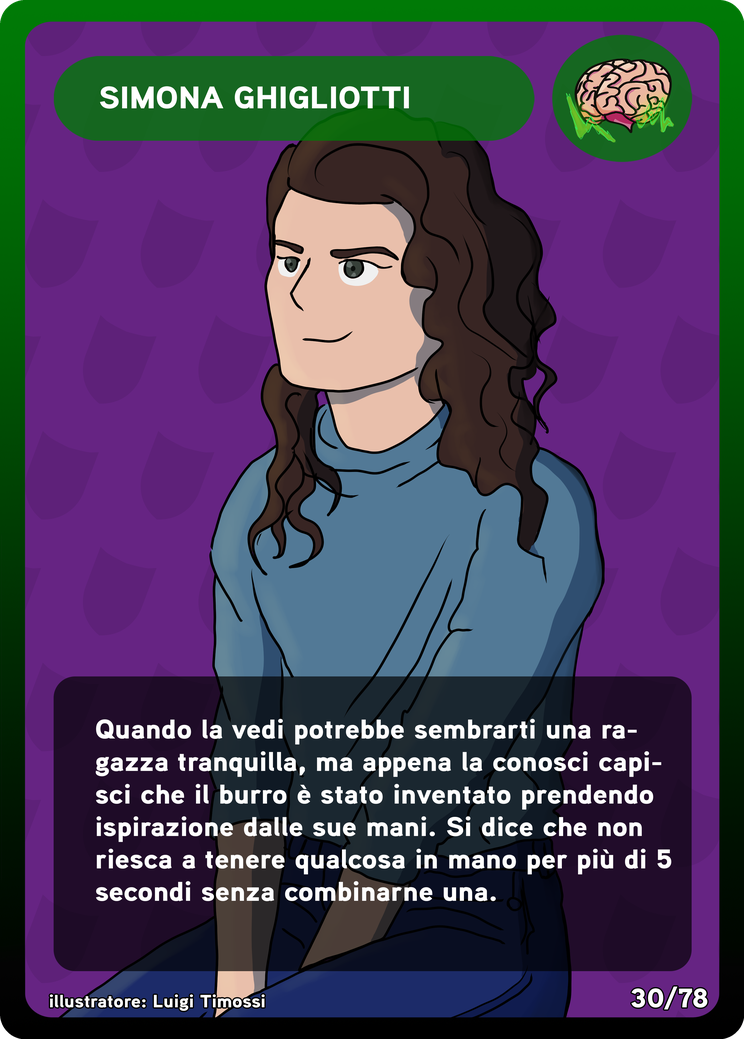 SIMONA GHIGLIOTTI
Quando la vedi potrebbe sembrarti una ra-
gazza tranquilla, ma appena la conosci capi-
sci che il burro è stato inventato prendendo
ispirazione dalle sue mani. Si dice che non
riesca a tenere qualcosa in mano per più di 5
secondi senza combinarne una.
illustratore: Luigi Timossi
30/78